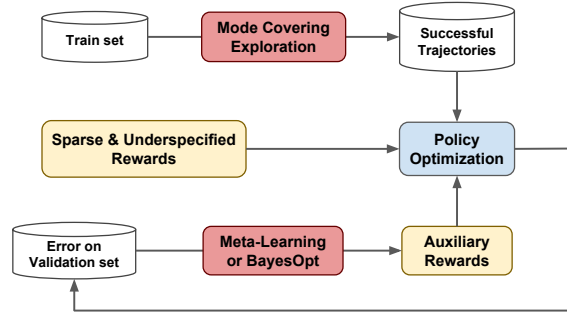 Train set
Mode Covering
Exploration
Successful
Trajectories
Sparse & Underspecified
Rewards
Policy
Optimization
Error on
Validation set
Meta-Learning
or BayesOpt
Auxiliary
Rewards